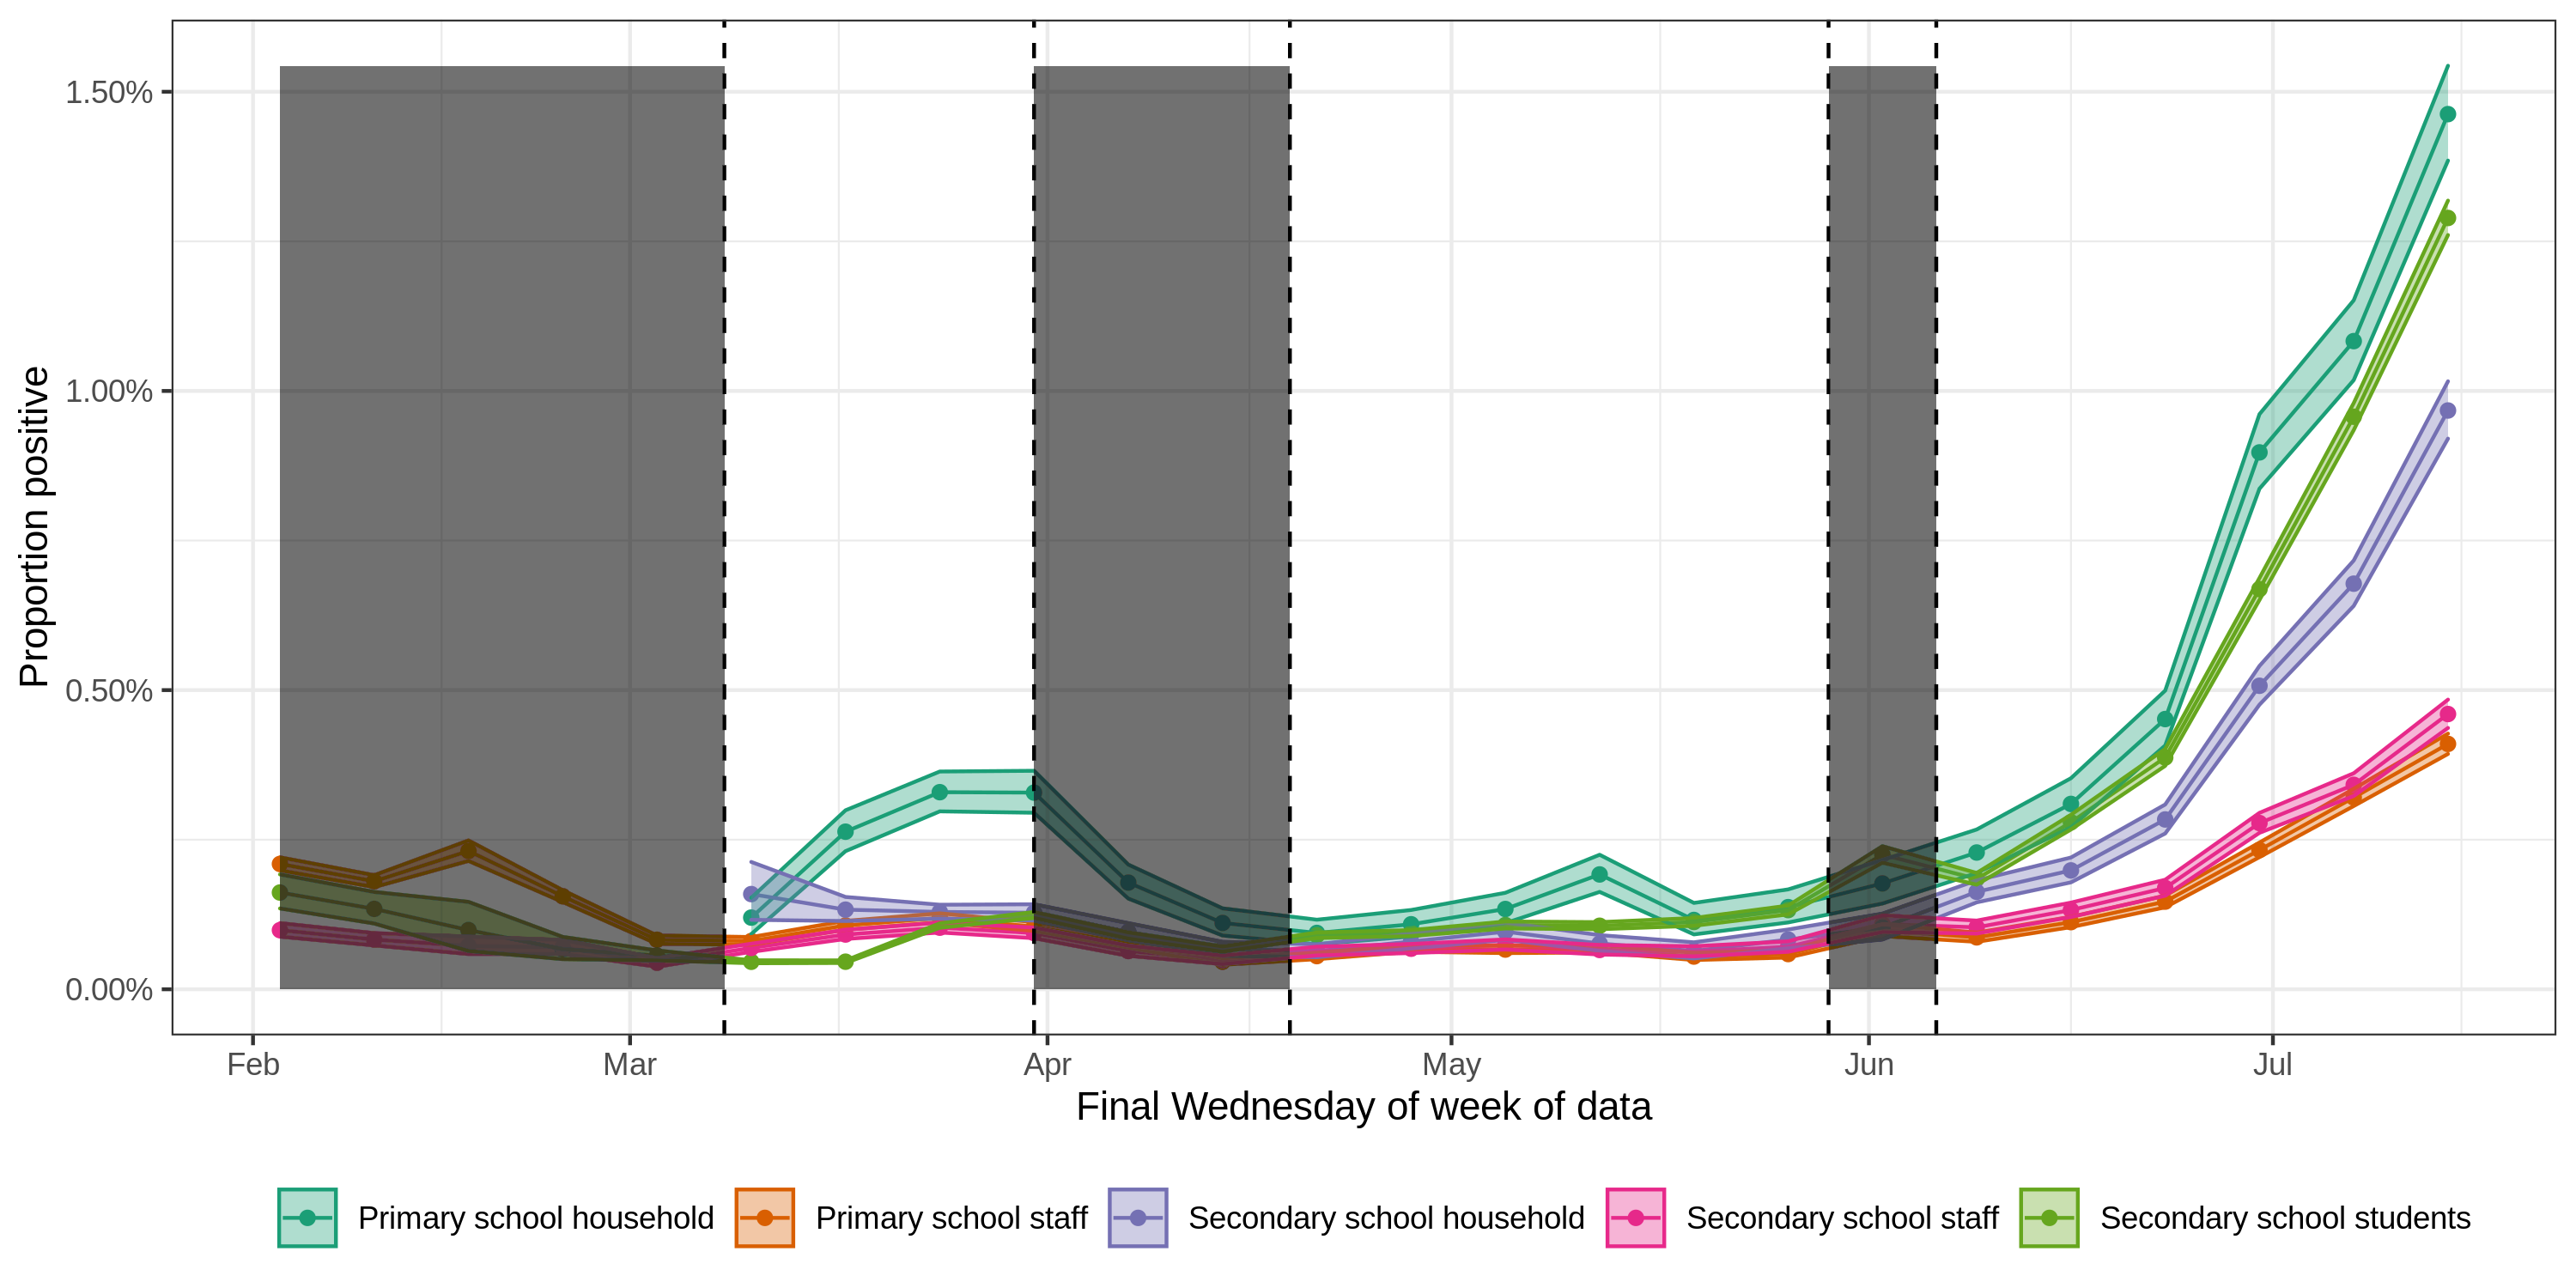 1.50%
1.00%
0.50%
0.00%
Proportion positive
Feb Mar Apr May Jun Jul
Final Wednesday of week of data
Primary school household Primary school staff Secondary school household Secondary school staff Secondary school students